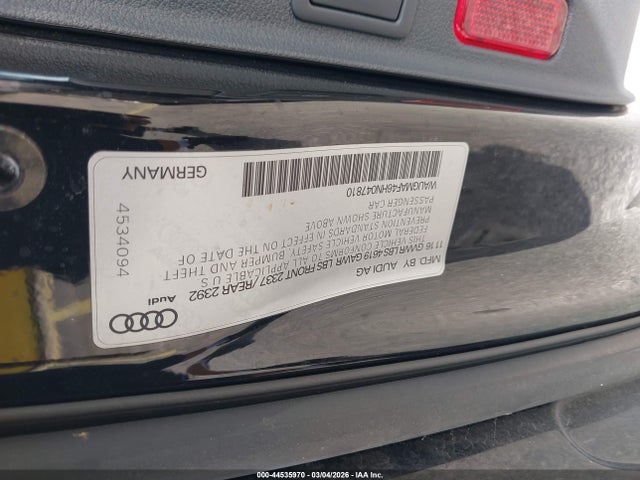 MFD. BY AUDI AG
11 16 GVWR LBS 4619 GAWR LBS FRONT 2337 / REAR 2392
THIS VEHICLE CONFORMS TO ALL APPLICABLE U S
FEDERAL MOTOR VEHICLE SAFETY, BUMPER AND THEFT
PREVENTION STANDARDS IN EFFECT ON THE DATE OF
MANUFACTURE SHOWN ABOVE
PASSENGER CAR
WAUGMAF46HN047810
GERMANY
4534094
Audi
000-44535970 - 03/04/2026 - IAA Inc.